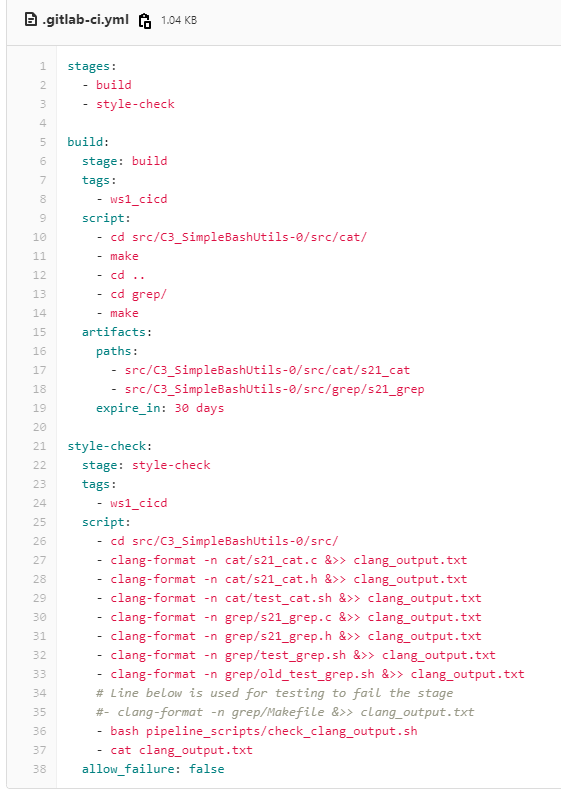 .gitlab-ci.yml 1.04 KB
1 stages:
2   - build
3   - style-check
4
5 build:
6   stage: build
7   tags:
8     - ws1_cicd
9   script:
10     - cd src/C3_SimpleBashUtils-0/src/cat/
11     - make
12     - cd ..
13     - cd grep/
14     - make
15   artifacts:
16     paths:
17       - src/C3_SimpleBashUtils-0/src/cat/s21_cat
18       - src/C3_SimpleBashUtils-0/src/grep/s21_grep
19     expire_in: 30 days
20
21 style-check:
22   stage: style-check
23   tags:
24     - ws1_cicd
25   script:
26     - cd src/C3_SimpleBashUtils-0/src/
27     - clang-format -n cat/s21_cat.c &>> clang_output.txt
28     - clang-format -n cat/s21_cat.h &>> clang_output.txt
29     - clang-format -n cat/test_cat.sh &>> clang_output.txt
30     - clang-format -n grep/s21_grep.c &>> clang_output.txt
31     - clang-format -n grep/s21_grep.h &>> clang_output.txt
32     - clang-format -n grep/test_grep.sh &>> clang_output.txt
33     - clang-format -n grep/old_test_grep.sh &>> clang_output.txt
34     # Line below is used for testing to fail the stage
35     #- clang-format -n grep/Makefile &>> clang_output.txt
36     - bash pipeline_scripts/check_clang_output.sh
37     - cat clang_output.txt
38   allow_failure: false